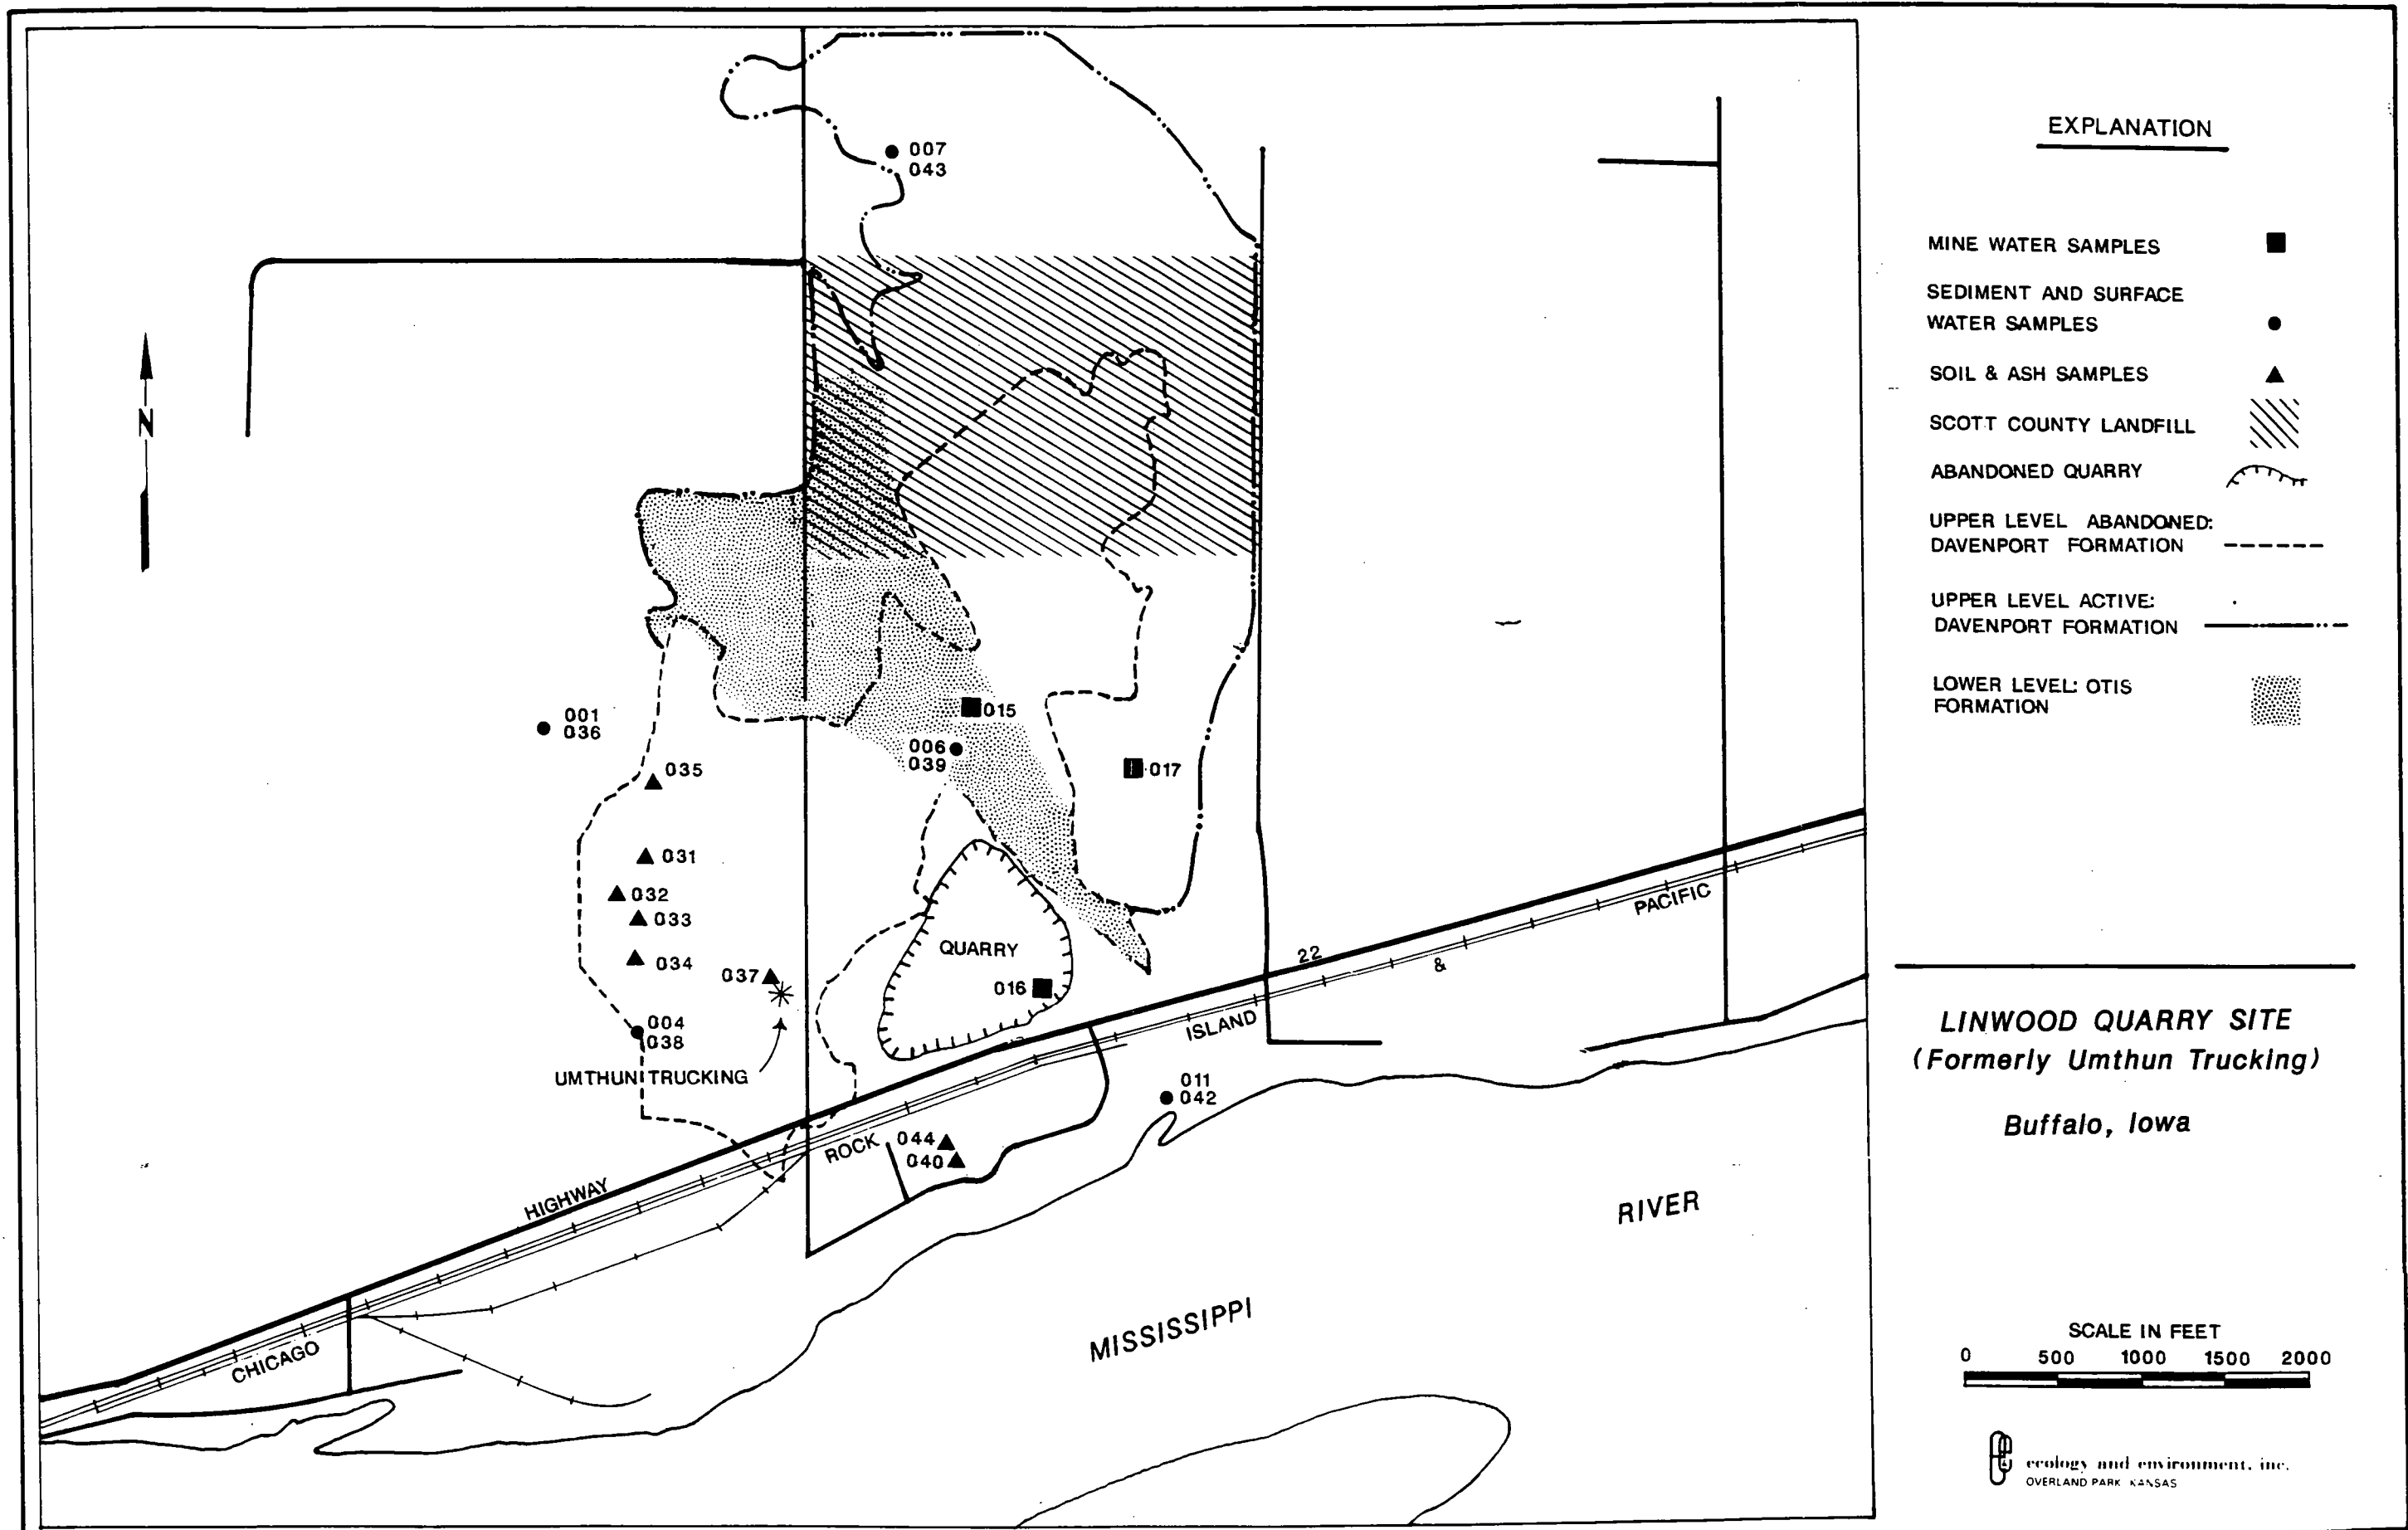 007
043
N
001
036
035
031
032
033
034
037
004
038
UMTHUN TRUCKING
015
006
039
017
QUARRY
016
011
042
044
040
HIGHWAY
22
CHICAGO
ROCK
ISLAND
&
PACIFIC
MISSISSIPPI
RIVER
EXPLANATION
MINE WATER SAMPLES
SEDIMENT AND SURFACE
WATER SAMPLES
SOIL & ASH SAMPLES
SCOTT COUNTY LANDFILL
ABANDONED QUARRY
UPPER LEVEL ABANDONED:
DAVENPORT FORMATION
UPPER LEVEL ACTIVE:
DAVENPORT FORMATION
LOWER LEVEL: OTIS
FORMATION
LINWOOD QUARRY SITE
(Formerly Umthun Trucking)
Buffalo, Iowa
SCALE IN FEET
0 500 1000 1500 2000
ecology and environment, inc.
OVERLAND PARK KANSAS